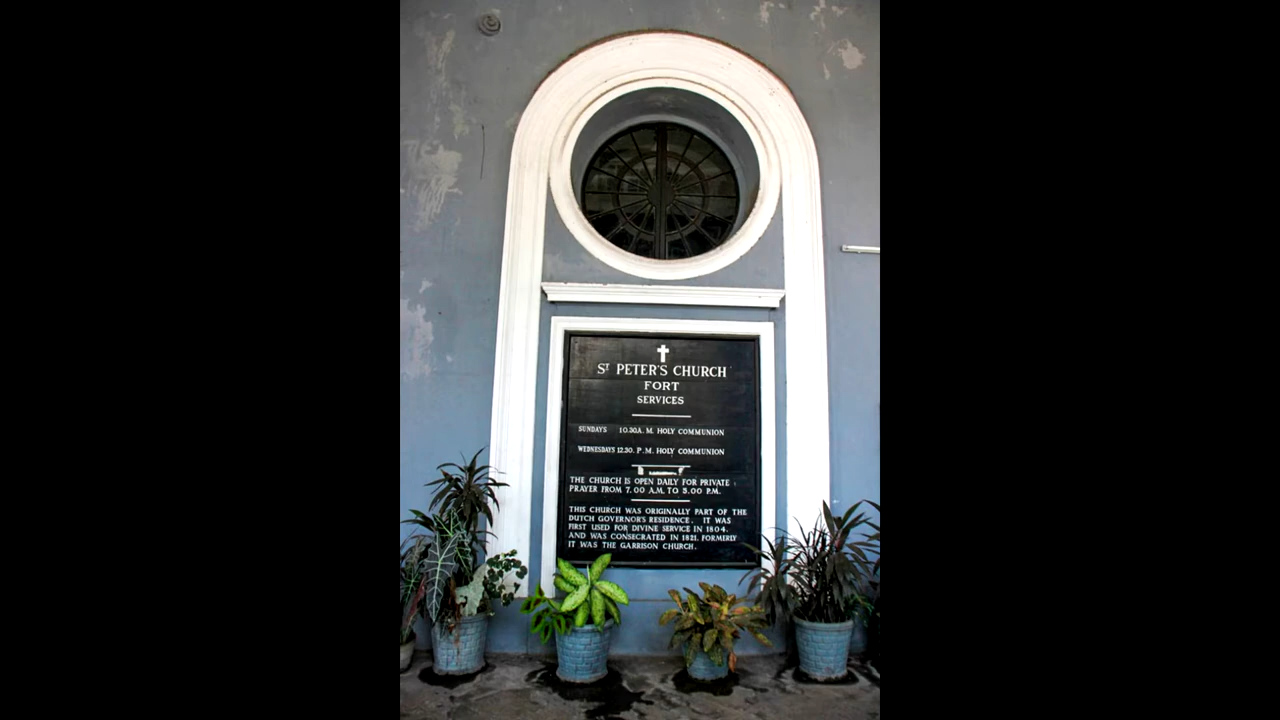 ST PETER'S CHURCH
FORT
SERVICES
SUNDAYS 10.30A.M. HOLY COMMUNION
WEDNESDAYS 12.30. P.M. HOLY COMMUNION
THE CHURCH IS OPEN DAILY FOR PRIVATE
PRAYER FROM 7.00 A.M. TO 5.00 P.M.
THIS CHURCH WAS ORIGINALLY PART OF THE
DUTCH GOVERNOR'S RESIDENCE. IT WAS
FIRST USED FOR DIVINE SERVICE IN 1804.
AND WAS CONSECRATED IN 1821. FORMERLY
IT WAS THE GARRISON CHURCH.